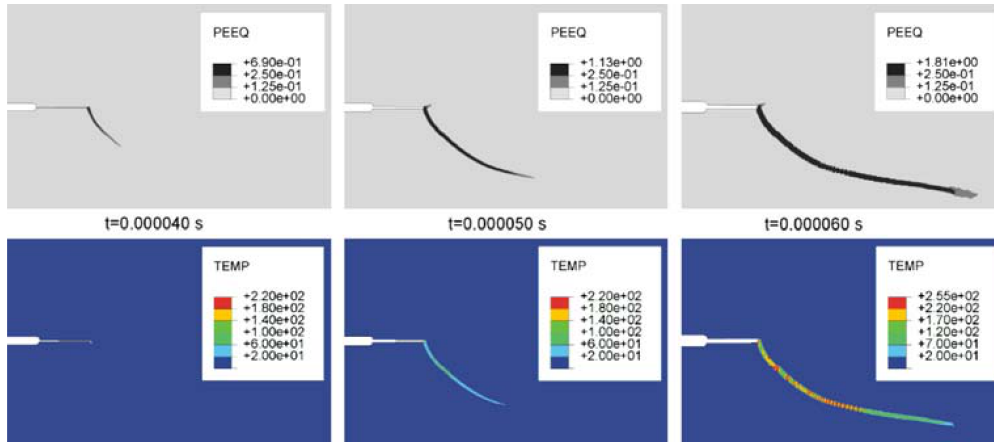 PEEQ
+6.90e-01
+2.50e-01
+1.25e-01
+0.00e+00
PEEQ
+1.13e+00
+2.50e-01
+1.25e-01
+0.00e+00
PEEQ
+1.81e+00
+2.50e-01
+1.25e-01
+0.00e+00
t=0.000040 s
t=0.000050 s
t=0.000060 s
TEMP
+2.20e+02
+1.80e+02
+1.40e+02
+1.00e+02
+6.00e+01
+2.00e+01
TEMP
+2.20e+02
+1.80e+02
+1.40e+02
+1.00e+02
+6.00e+01
+2.00e+01
TEMP
+2.55e+02
+2.20e+02
+1.70e+02
+1.20e+02
+7.00e+01
+2.00e+01